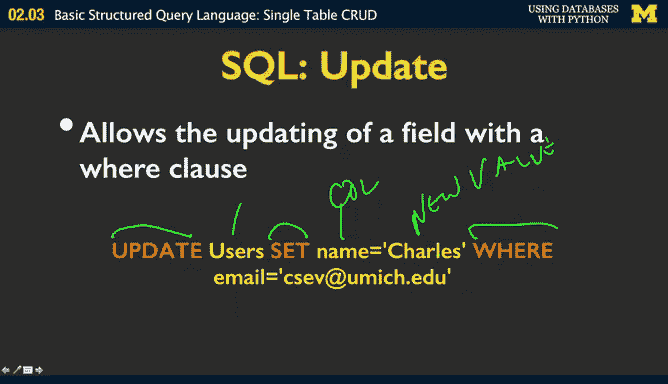 02.03 Basic Structured Query Language: Single Table CRUD
USING DATABASES
WITH PYTHON
M
SQL: Update
• Allows the updating of a field with a
where clause
COL
NEW VALUE
UPDATE Users SET name='Charles' WHERE
email='csev@umich.edu'